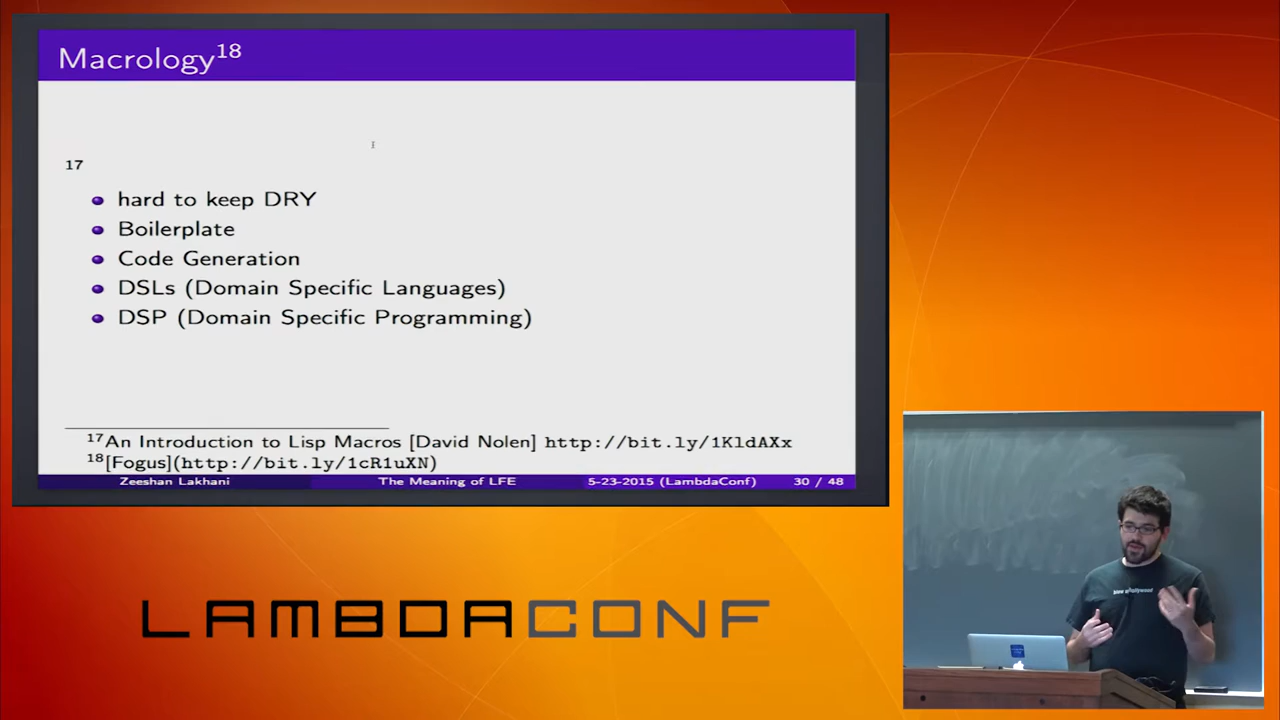 Macrology18
17
hard to keep DRY
Boilerplate
Code Generation
DSLs (Domain Specific Languages)
DSP (Domain Specific Programming)
17An Introduction to Lisp Macros [David Nolen] http://bit.ly/1KldAXx
18[Fogus](http://bit.ly/1cR1uXN)
Zeeshan Lakhani The Meaning of LFE 5-23-2015 (LambdaConf) 30 / 48
LAMBDACONF